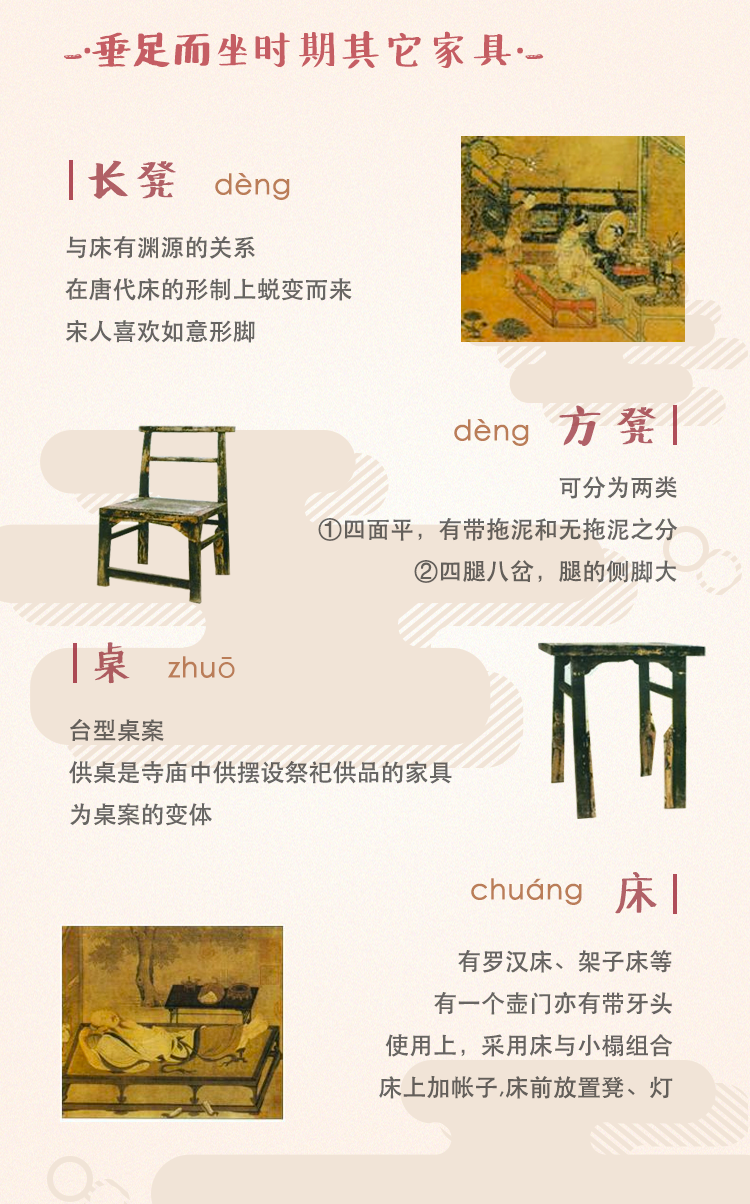 垂足而坐时期其它家具
长凳 dèng
与床有渊源的关系
在唐代床的形制上蜕变而来
宋人喜欢如意形脚
dèng 方凳
可分为两类
①四面平，有带拖泥和无拖泥之分
②四腿八岔，腿的侧脚大
桌 zhuō
台型桌案
供桌是寺庙中供摆设祭祀供品的家具
为桌案的变体
chuáng 床
有罗汉床、架子床等
有一个壶门亦有带牙头
使用上，采用床与小榻组合
床上加帐子,床前放置凳、灯